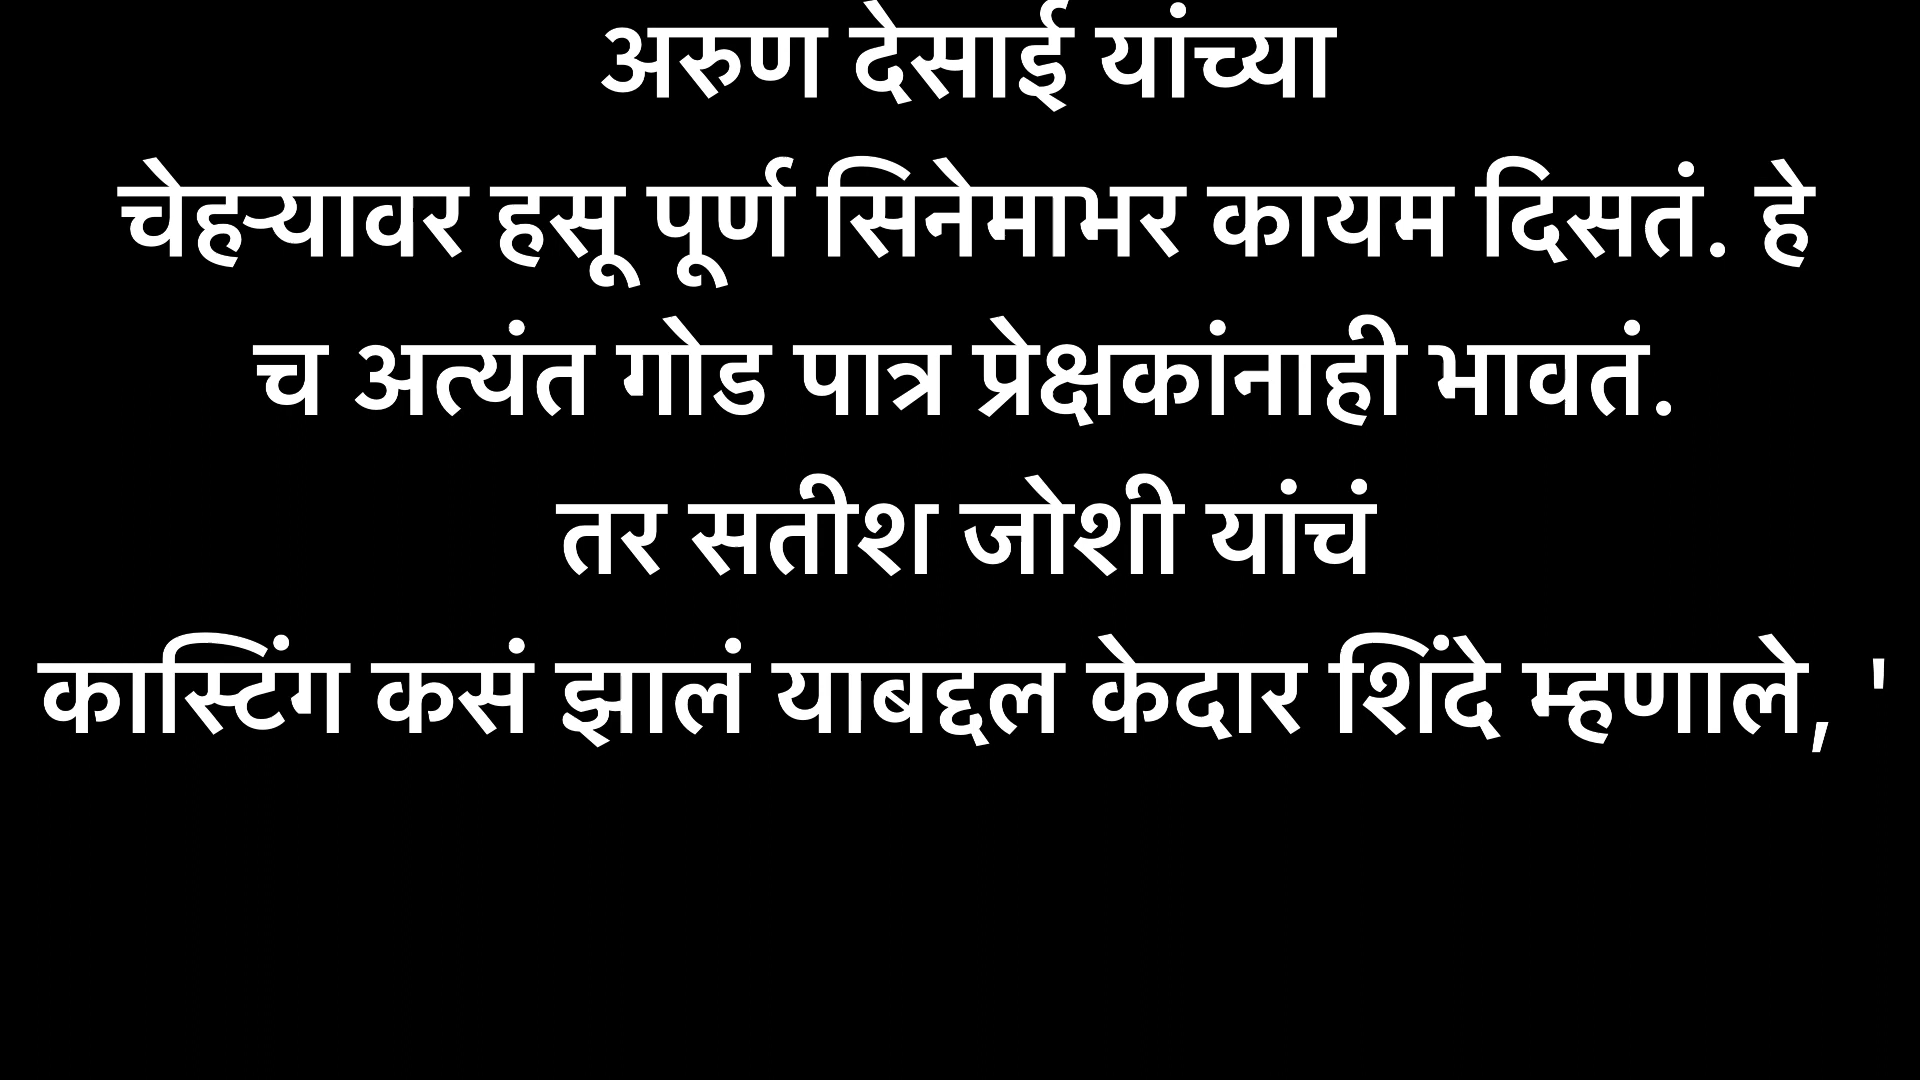 अरुण देसाई यांच्या
चेहऱ्यावर हसू पूर्ण सिनेमाभर कायम दिसतं. हे
च अत्यंत गोड पात्र प्रेक्षकांनाही भावतं.
तर सतीश जोशी यांचं
कास्टिंग कसं झालं याबद्दल केदार शिंदे म्हणाले, '